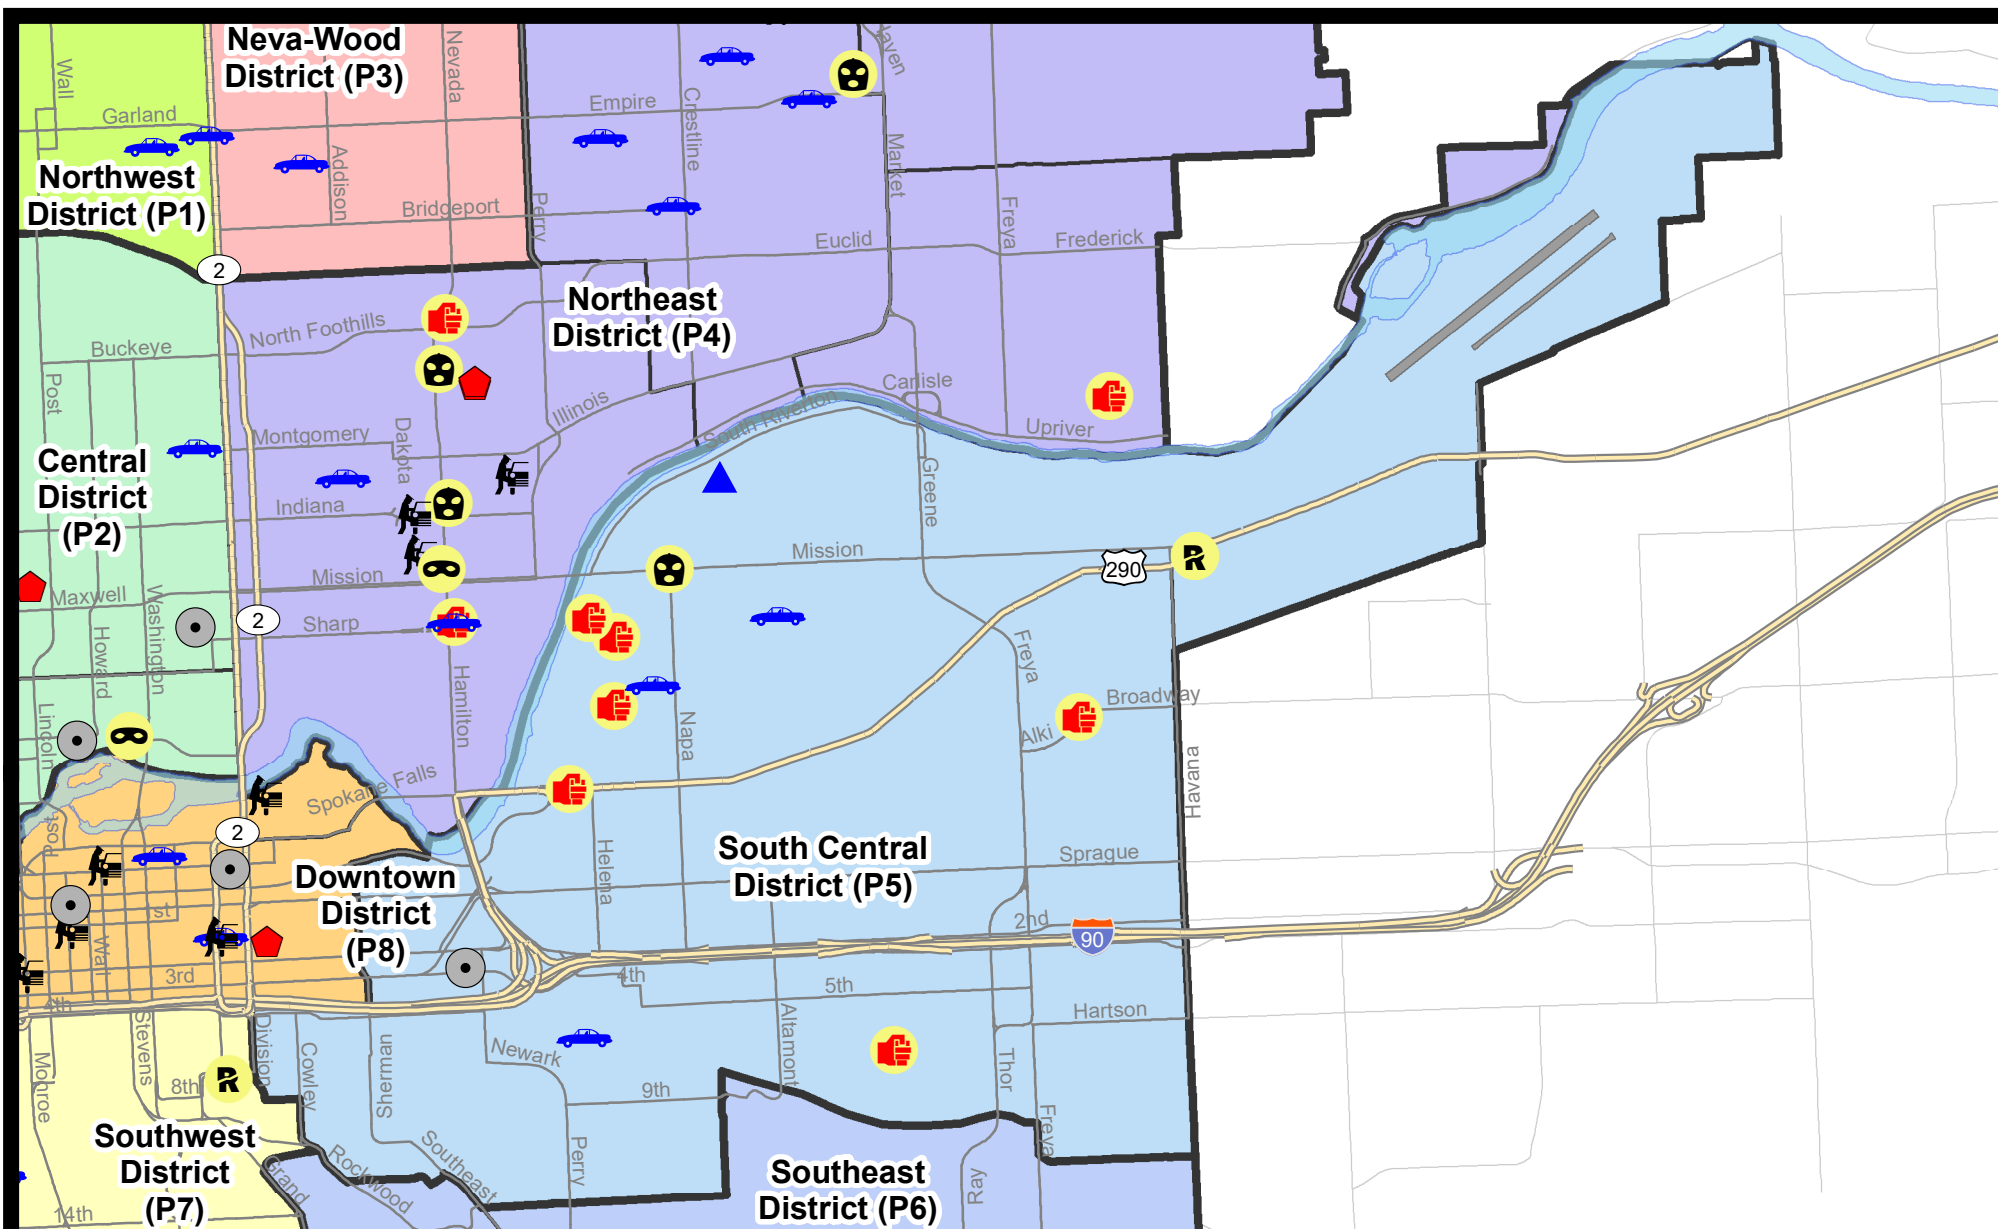 Neva-Wood
District (P3)
Wall
Nevada
Haven
Garland
Empire
Crestline
Addison
Market
Northwest
District (P1)
Bridgeport
Perry
Freya
Euclid
Frederick
2
Northeast
District (P4)
North Foothills
Buckeye
Post
Carlisle
Illinois
South Riverton
Upriver
Montgomery
Dakota
Central
District
(P2)
Greene
Indiana
Mission
290
Mission
Maxwell
Washington
Howard
2
Sharp
Freya
Hamilton
Broadway
Lincoln
Napa
Alki
Havana
Spokane Falls
Post
2
South Central
District (P5)
Helena
Sprague
Downtown
District
(P8)
st
2nd
90
Wall
3rd
4th
5th
4th
Hartson
Altamont
Stevens
Division
Cowley
Sherman
Newark
Monroe
8th
9th
Thor
Freya
Southwest
District
(P7)
Rockwood
Southeast
Perry
Grand
Southeast
District (P6)
Ray
14th